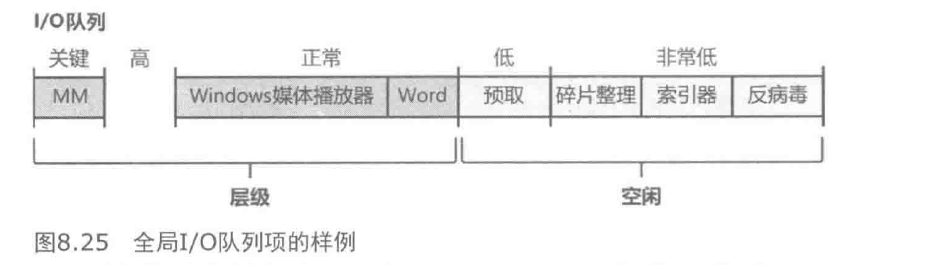 I/O队列
关键 高 正常 低 非常低
MM Windows媒体播放器 Word 预取 碎片整理 索引器 反病毒
层级 空闲
图8.25 全局I/O队列项的样例